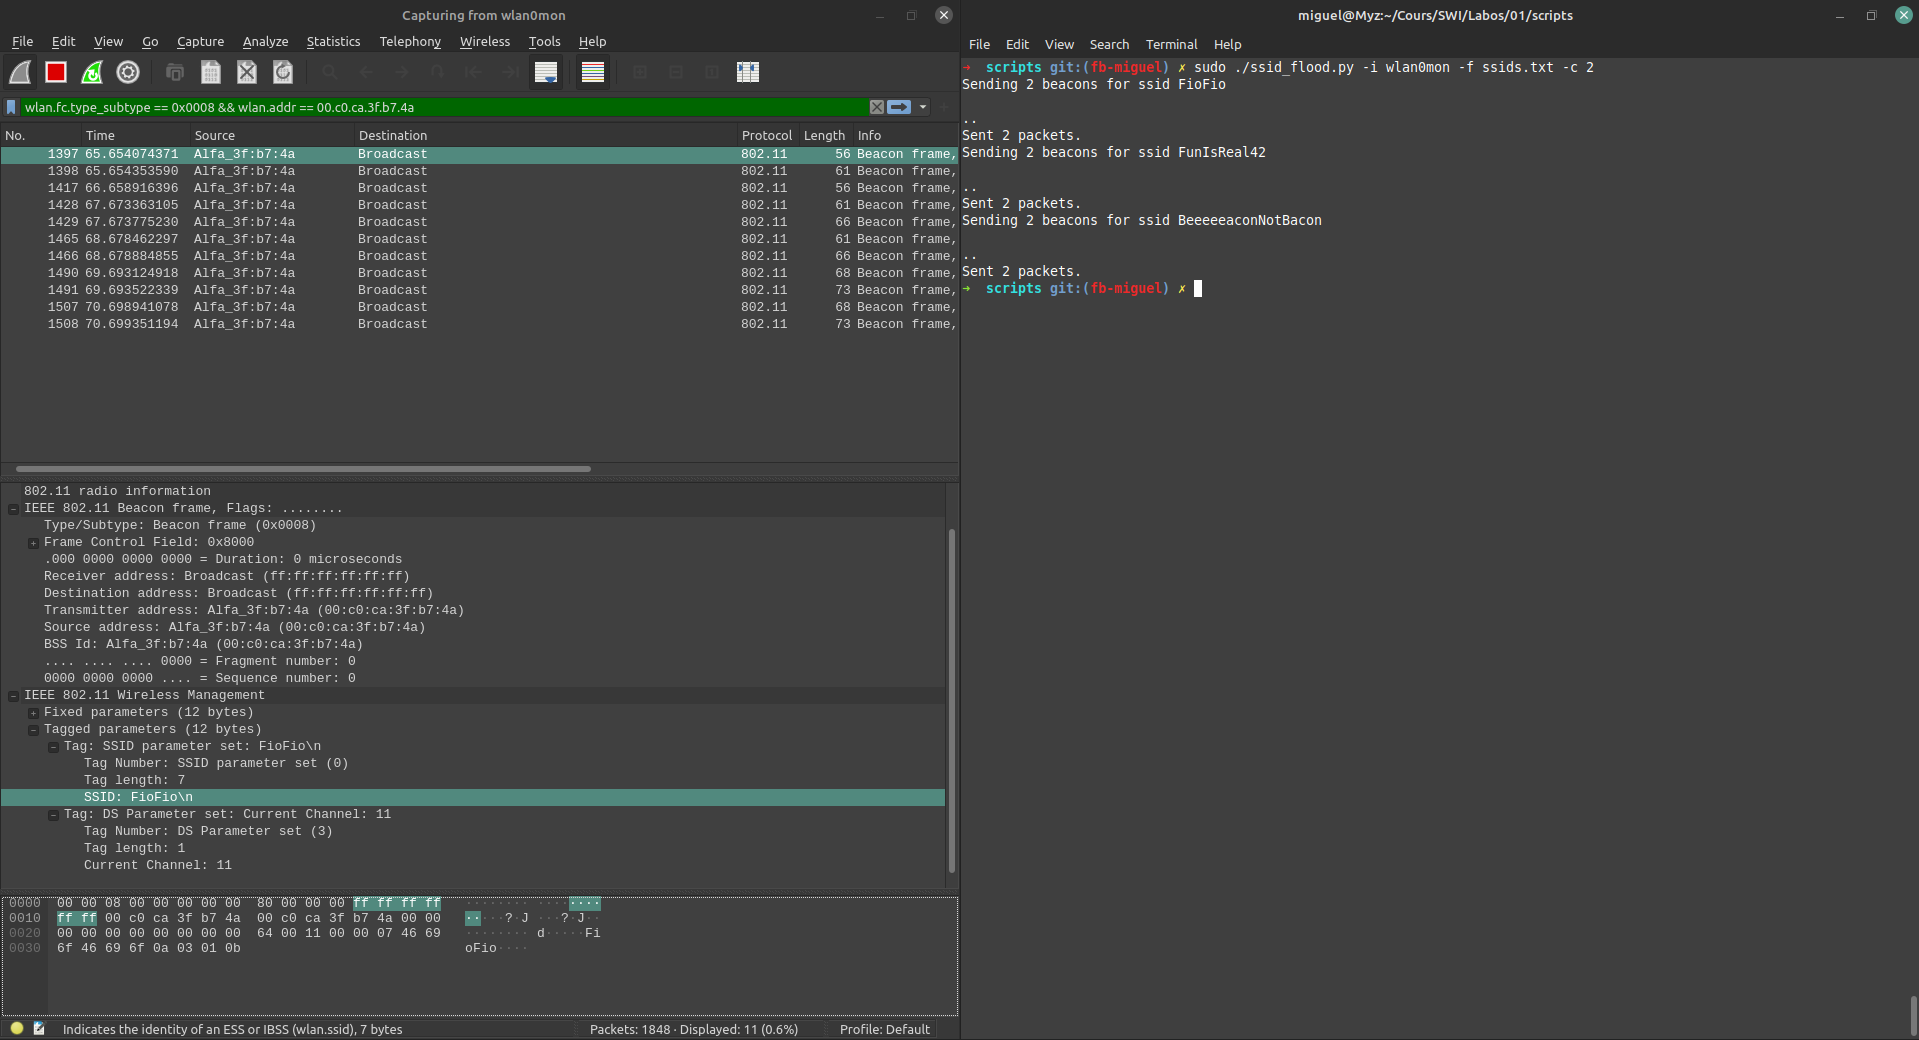 Capturing from wlan0mon
File Edit View Go Capture Analyze Statistics Telephony Wireless Tools Help
wlan.fc.type_subtype == 0x0008 && wlan.addr == 00.c0.ca.3f.b7.4a
No. Time Source Destination Protocol Length Info
1397 65.654074371 Alfa_3f:b7:4a Broadcast 802.11 56 Beacon frame,
1398 65.654353590 Alfa_3f:b7:4a Broadcast 802.11 61 Beacon frame,
1417 66.658916396 Alfa_3f:b7:4a Broadcast 802.11 56 Beacon frame,
1428 67.673363105 Alfa_3f:b7:4a Broadcast 802.11 61 Beacon frame,
1429 67.673775230 Alfa_3f:b7:4a Broadcast 802.11 66 Beacon frame,
1465 68.678462297 Alfa_3f:b7:4a Broadcast 802.11 61 Beacon frame,
1466 68.678884855 Alfa_3f:b7:4a Broadcast 802.11 66 Beacon frame,
1490 69.693124918 Alfa_3f:b7:4a Broadcast 802.11 68 Beacon frame,
1491 69.693522339 Alfa_3f:b7:4a Broadcast 802.11 73 Beacon frame,
1507 70.698941078 Alfa_3f:b7:4a Broadcast 802.11 68 Beacon frame,
1508 70.699351194 Alfa_3f:b7:4a Broadcast 802.11 73 Beacon frame,
802.11 radio information
IEEE 802.11 Beacon frame, Flags: ........
Type/Subtype: Beacon frame (0x0008)
Frame Control Field: 0x8000
.000 0000 0000 0000 = Duration: 0 microseconds
Receiver address: Broadcast (ff:ff:ff:ff:ff:ff)
Destination address: Broadcast (ff:ff:ff:ff:ff:ff)
Transmitter address: Alfa_3f:b7:4a (00:c0:ca:3f:b7:4a)
Source address: Alfa_3f:b7:4a (00:c0:ca:3f:b7:4a)
BSS Id: Alfa_3f:b7:4a (00:c0:ca:3f:b7:4a)
.... .... .... 0000 = Fragment number: 0
0000 0000 0000 .... = Sequence number: 0
IEEE 802.11 Wireless Management
Fixed parameters (12 bytes)
Tagged parameters (12 bytes)
Tag: SSID parameter set: FioFio\n
Tag Number: SSID parameter set (0)
Tag length: 7
SSID: FioFio\n
Tag: DS Parameter set: Current Channel: 11
Tag Number: DS Parameter set (3)
Tag length: 1
Current Channel: 11
0000 00 00 08 00 00 00 00 00 80 00 00 00 ff ff ff ff ········ ········
0010 ff ff 00 c0 ca 3f b7 4a 00 c0 ca 3f b7 4a 00 00 ·····?·J ···?·J··
0020 00 00 00 00 00 00 00 00 64 00 11 00 00 07 46 69 ········ d·····Fi
0030 6f 46 69 6f 0a 03 01 0b oFio····
Indicates the identity of an ESS or IBSS (wlan.ssid), 7 bytes Packets: 1848 · Displayed: 11 (0.6%) Profile: Default
miguel@Myz:~/Cours/SWI/Labos/01/scripts
File Edit View Search Terminal Help
→ scripts git:(fb-miguel) ✗ sudo ./ssid_flood.py -i wlan0mon -f ssids.txt -c 2
Sending 2 beacons for ssid FioFio
..
Sent 2 packets.
Sending 2 beacons for ssid FunIsReal42
..
Sent 2 packets.
Sending 2 beacons for ssid BeeeeeaconNotBacon
..
Sent 2 packets.
→ scripts git:(fb-miguel) ✗